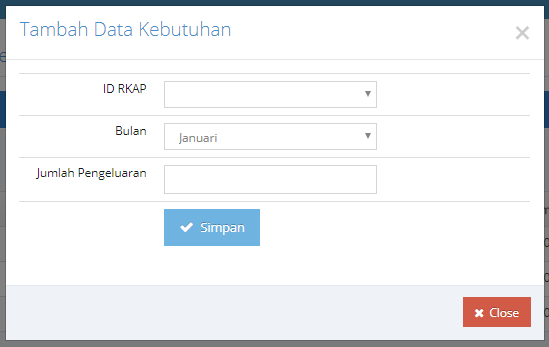 Tambah Data Kebutuhan
×
ID RKAP
Bulan
Januari
Jumlah Pengeluaran
Simpan
Close